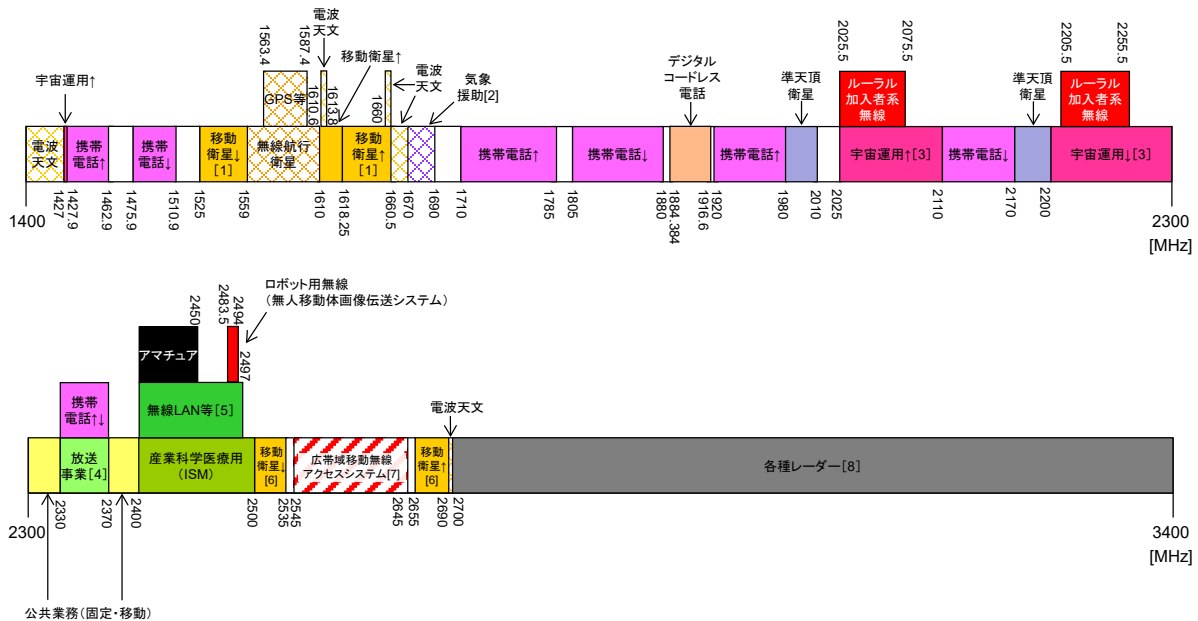 1563.4
1587.4
電波
天文
宇宙運用↑
移動衛星↑
GPS等
1610.6
1613.8
1660
電波
天文
気象
援助[2]
デジタル
コードレス
電話
準天頂
衛星
2025.5
2075.5
ルーラル
加入者系
無線
準天頂
衛星
2205.5
2255.5
ルーラル
加入者系
無線
電波
天文
携帯
電話↑
携帯
電話↓
移動
衛星↓
[1]
無線航行
衛星
移動
衛星↑
[1]
携帯電話↑
携帯電話↓
携帯電話↑
宇宙運用↑[3]
携帯電話↓
宇宙運用↓[3]
1400
1427
1427.9
1462.9
1475.9
1510.9
1525
1559
1610
1618.25
1660.5
1670
1690
1710
1785
1805
1880
1884.384
1916.6
1920
1980
2010
2025
2110
2170
2200
2300
[MHz]
2450
2483.5
2494
2497
ロボット用無線
(無人移動体画像伝送システム)
アマチュア
携帯
電話↑↓
無線LAN等[5]
電波天文
放送
事業[4]
産業科学医療用
(ISM)
移動
衛星↓
[6]
広帯域移動無線
アクセスシステム[7]
移動
衛星↑
[6]
各種レーダー[8]
2300
2330
2370
2400
2500
2535
2545
2645
2655
2690
2700
3400
[MHz]
公共業務(固定・移動)